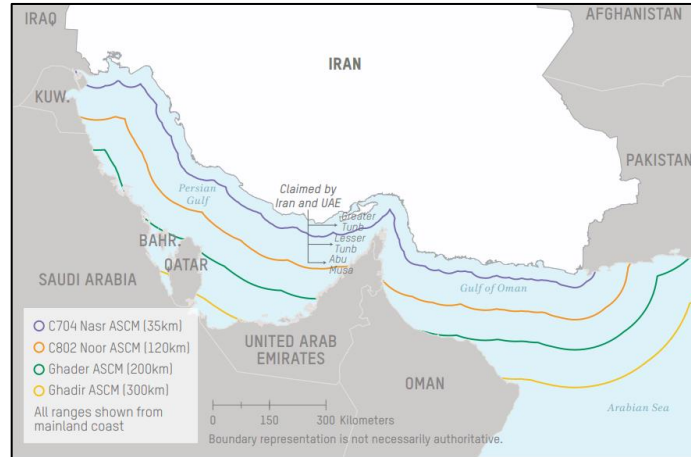 IRAQ
AFGHANISTAN
IRAN
KUW.
PAKISTAN
Persian
Gulf
Claimed by
Iran and UAE
Greater
Tunb
Lesser
Tunb
Abu
Musa
BAHR.
QATAR
SAUDI ARABIA
Gulf of Oman
UNITED ARAB
EMIRATES
OMAN
Arabian Sea
C704 Nasr ASCM (35km)
C802 Noor ASCM (120km)
Ghader ASCM (200km)
Ghadir ASCM (300km)
All ranges shown from
mainland coast
0 150 300 Kilometers
Boundary representation is not necessarily authoritative.